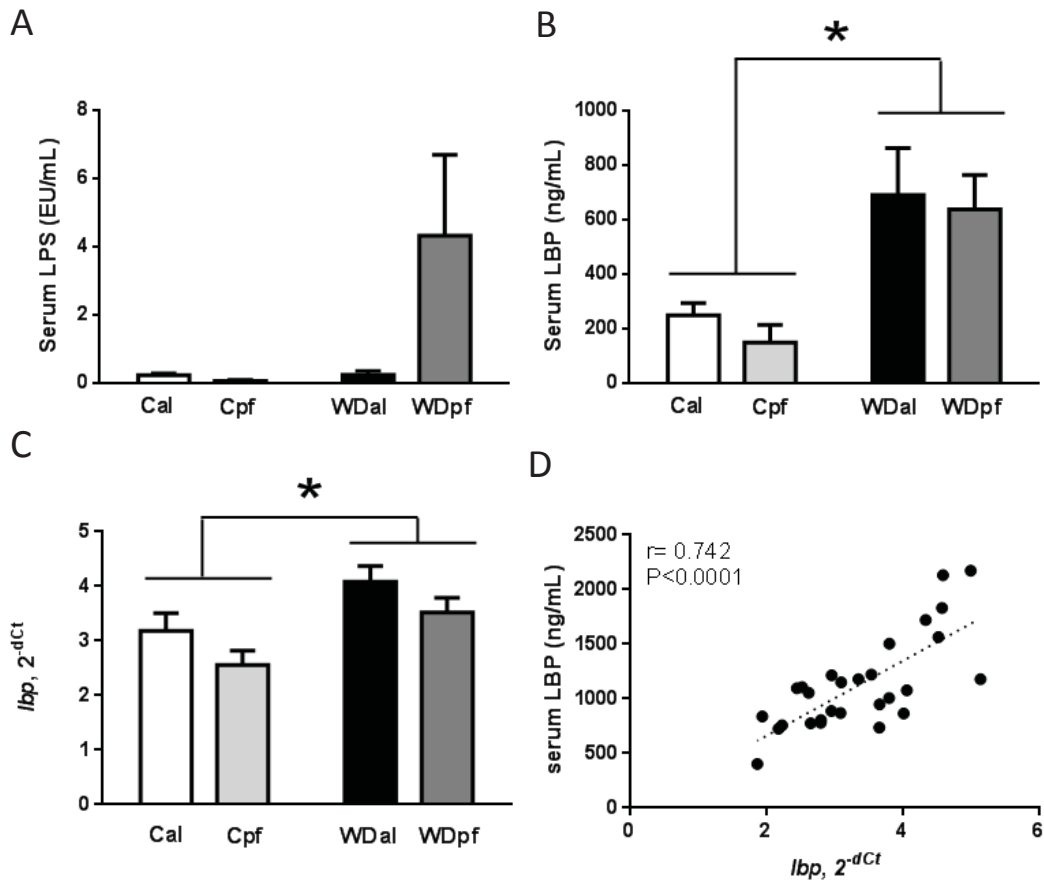 A
Serum LPS (EU/mL)
8
6
4
2
0
Cal Cpf WDal WDpf
B
*
Serum LBP (ng/mL)
1000
800
600
400
200
0
Cal Cpf WDal WDpf
C
*
lbp, 2-dCt
5
4
3
2
1
0
Cal Cpf WDal WDpf
D
r= 0.742
P<0.0001
serum LBP (ng/mL)
2500
2000
1500
1000
500
0
0 2 4 6
lbp, 2-dCt